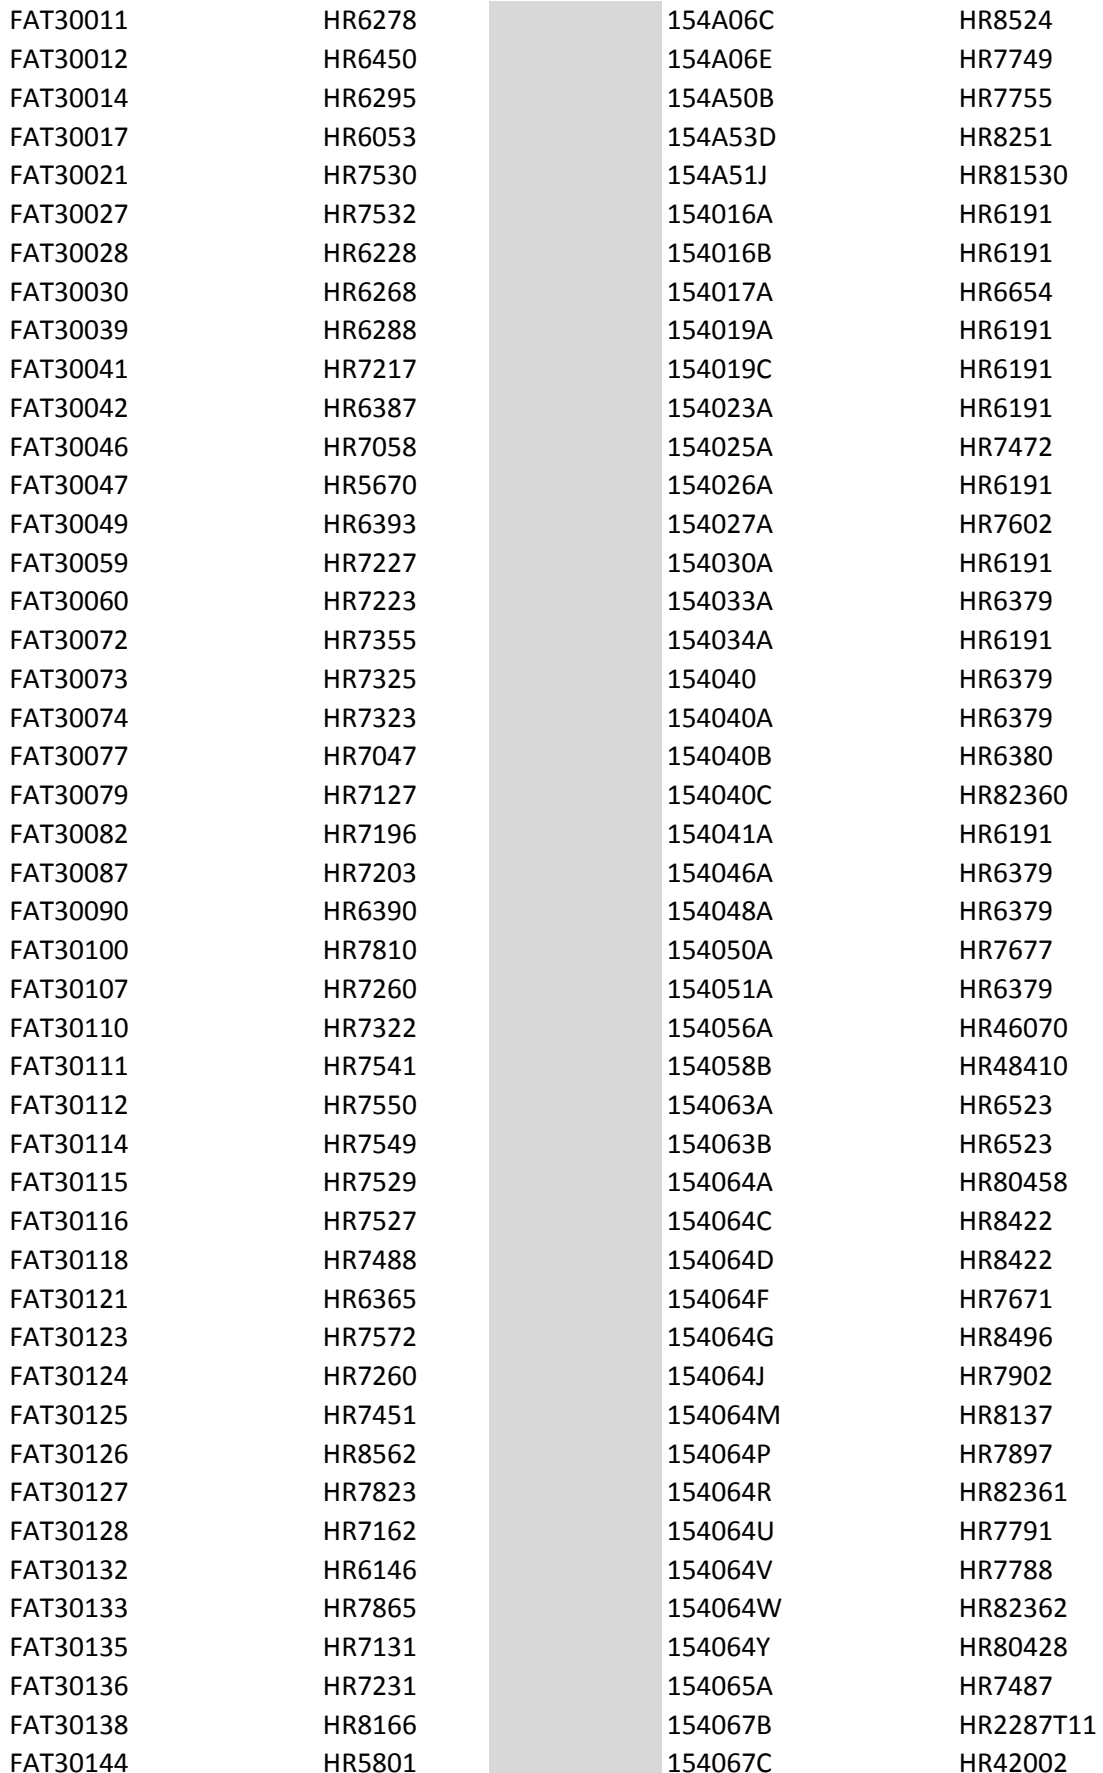 FAT30011 HR6278 154A06C HR8524
FAT30012 HR6450 154A06E HR7749
FAT30014 HR6295 154A50B HR7755
FAT30017 HR6053 154A53D HR8251
FAT30021 HR7530 154A51J HR81530
FAT30027 HR7532 154016A HR6191
FAT30028 HR6228 154016B HR6191
FAT30030 HR6268 154017A HR6654
FAT30039 HR6288 154019A HR6191
FAT30041 HR7217 154019C HR6191
FAT30042 HR6387 154023A HR6191
FAT30046 HR7058 154025A HR7472
FAT30047 HR5670 154026A HR6191
FAT30049 HR6393 154027A HR7602
FAT30059 HR7227 154030A HR6191
FAT30060 HR7223 154033A HR6379
FAT30072 HR7355 154034A HR6191
FAT30073 HR7325 154040 HR6379
FAT30074 HR7323 154040A HR6379
FAT30077 HR7047 154040B HR6380
FAT30079 HR7127 154040C HR82360
FAT30082 HR7196 154041A HR6191
FAT30087 HR7203 154046A HR6379
FAT30090 HR6390 154048A HR6379
FAT30100 HR7810 154050A HR7677
FAT30107 HR7260 154051A HR6379
FAT30110 HR7322 154056A HR46070
FAT30111 HR7541 154058B HR48410
FAT30112 HR7550 154063A HR6523
FAT30114 HR7549 154063B HR6523
FAT30115 HR7529 154064A HR80458
FAT30116 HR7527 154064C HR8422
FAT30118 HR7488 154064D HR8422
FAT30121 HR6365 154064F HR7671
FAT30123 HR7572 154064G HR8496
FAT30124 HR7260 154064J HR7902
FAT30125 HR7451 154064M HR8137
FAT30126 HR8562 154064P HR7897
FAT30127 HR7823 154064R HR82361
FAT30128 HR7162 154064U HR7791
FAT30132 HR6146 154064V HR7788
FAT30133 HR7865 154064W HR82362
FAT30135 HR7131 154064Y HR80428
FAT30136 HR7231 154065A HR7487
FAT30138 HR8166 154067B HR2287T11
FAT30144 HR5801 154067C HR42002